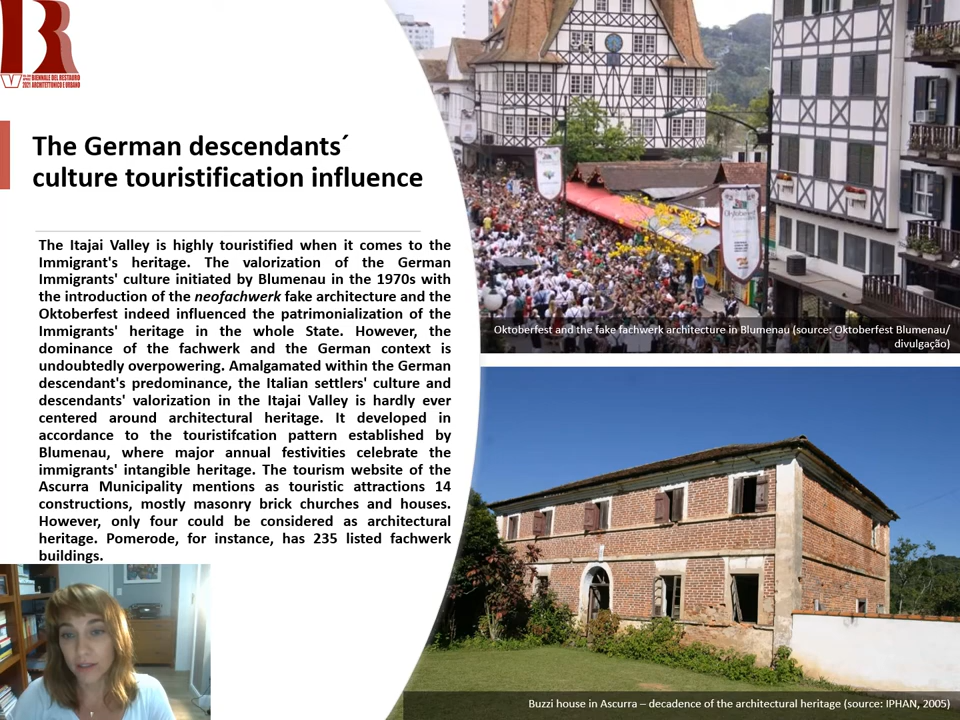 BIENNALE DEL RESTAURO
ARCHITETTONICO E URBANO
The German descendants´
culture touristification influence
The Itajai Valley is highly touristified when it comes to the
Immigrant's heritage. The valorization of the German
Immigrants' culture initiated by Blumenau in the 1970s with
the introduction of the neofachwerk fake architecture and the
Oktoberfest indeed influenced the patrimonialization of the
Immigrants' heritage in the whole State. However, the
dominance of the fachwerk and the German context is
undoubtedly overpowering. Amalgamated within the German
descendant's predominance, the Italian settlers' culture and
descendants' valorization in the Itajai Valley is hardly ever
centered around architectural heritage. It developed in
accordance to the touristifcation pattern established by
Blumenau, where major annual festivities celebrate the
immigrants' intangible heritage. The tourism website of the
Ascurra Municipality mentions as touristic attractions 14
constructions, mostly masonry brick churches and houses.
However, only four could be considered as architectural
heritage. Pomerode, for instance, has 235 listed fachwerk
buildings.
Oktoberfest and the fake fachwerk architecture in Blumenau (source: Oktoberfest Blumenau/
divulgação)
Buzzi house in Ascurra – decadence of the architectural heritage (source: IPHAN, 2005)